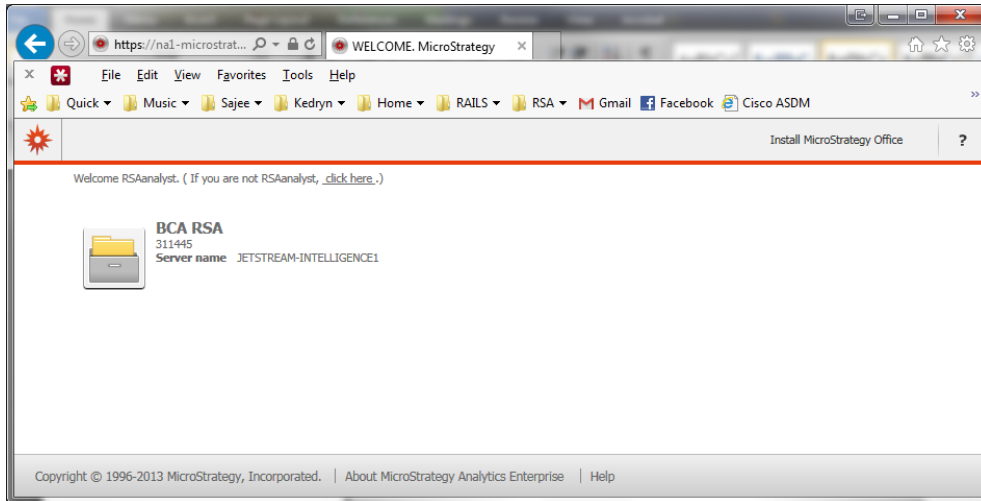 https://na1-microstrat... WELCOME. MicroStrategy
File Edit View Favorites Tools Help
Quick Music Sajee Kedryn Home RAILS RSA Gmail Facebook Cisco ASDM
Install MicroStrategy Office ?
Welcome RSAanalyst. ( If you are not RSAanalyst, click here .)
BCA RSA
311445
Server name JETSTREAM-INTELLIGENCE1
Copyright © 1996-2013 MicroStrategy, Incorporated. | About MicroStrategy Analytics Enterprise | Help